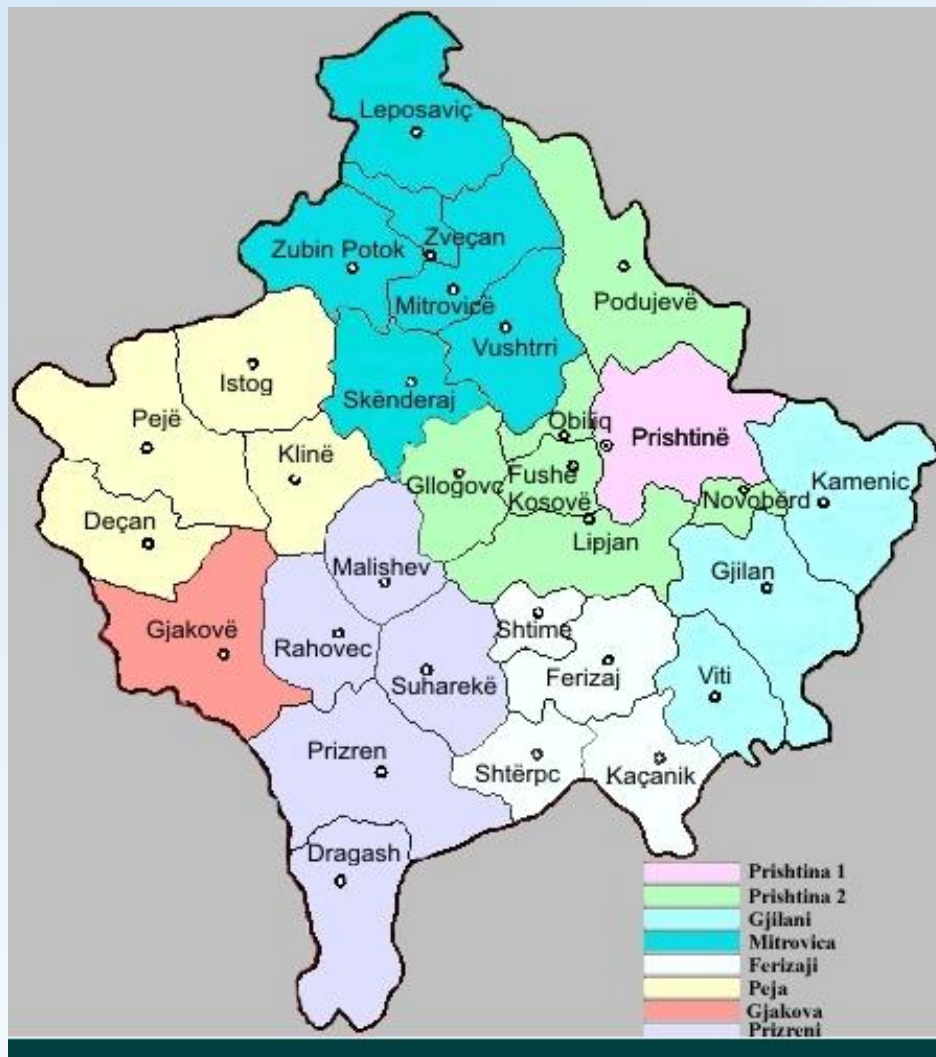 Leposaviç
Zveçan
Zubin Potok
Mitrovicë
Podujevë
Vushtrri
Istog
Skënderaj
Obiliq
Pejë
Prishtinë
Klinë
Gllogovc
Fushë
Kosovë
Novobërd
Kamenic
Deçan
Lipjan
Malishev
Gjilan
Gjakovë
Rahovec
Shtime
Suharekë
Ferizaj
Viti
Prizren
Shtërpc
Kaçanik
Dragash
Prishtina 1
Prishtina 2
Gjilani
Mitrovica
Ferizaji
Peja
Gjakova
Prizreni